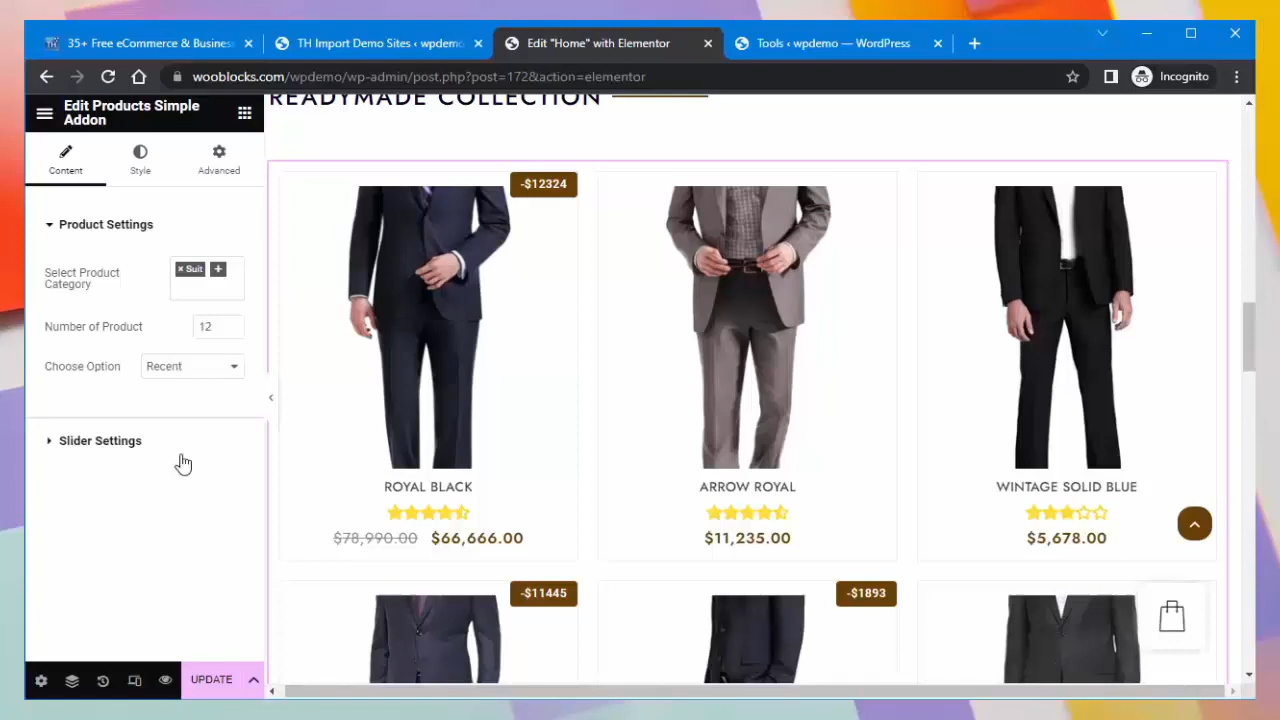 35+ Free eCommerce & Busines
TH Import Demo Sites ‹ wpdemo
Edit "Home" with Elementor
Tools ‹ wpdemo — WordPress
wooblocks.com/wpdemo/wp-admin/post.php?post=172&action=elementor
Incognito
Edit Products Simple
Addon
Content
Style
Advanced
Product Settings
Select Product
Category
× Suit
Number of Product
12
Choose Option
Recent
Slider Settings
UPDATE
READYMADE COLLECTION
-$12324
ROYAL BLACK
$78,990.00 $66,666.00
ARROW ROYAL
$11,235.00
WINTAGE SOLID BLUE
$5,678.00
-$11445
-$1893